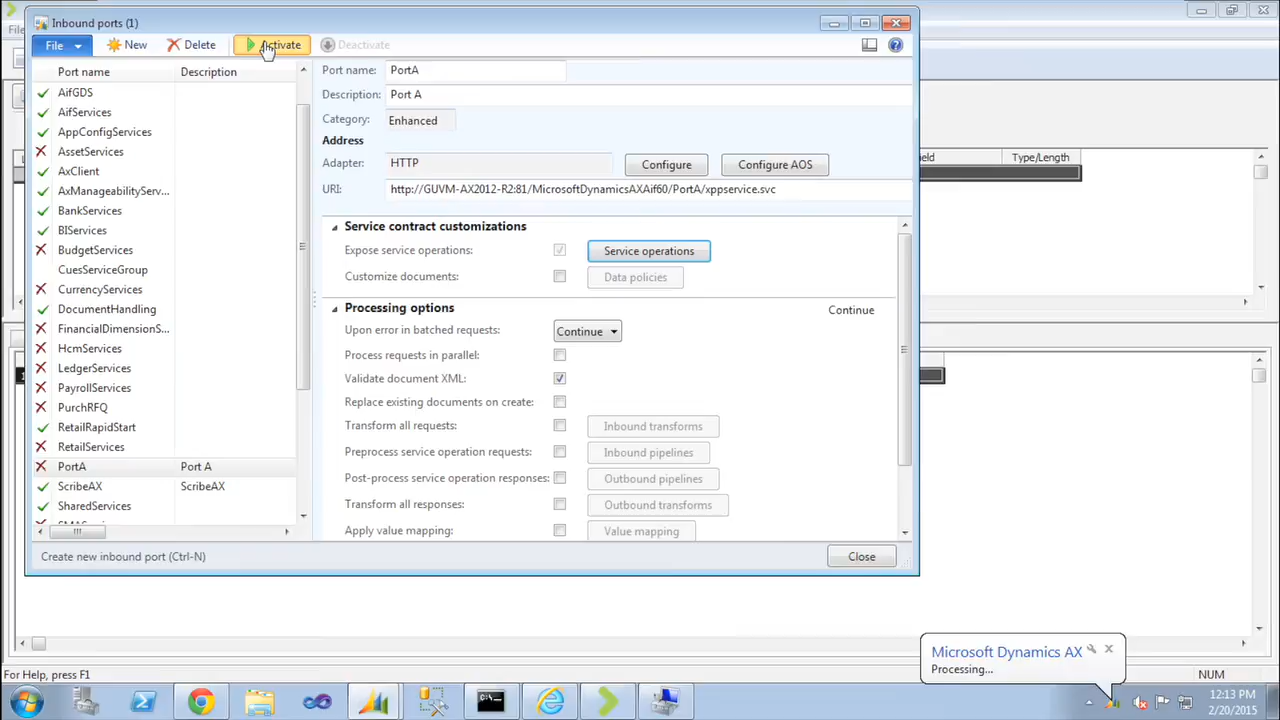 Inbound ports (1)
File
New
Delete
Activate
Deactivate
Port name
Description
AifGDS
AifServices
AppConfigServices
AssetServices
AxClient
AxManageabilityServ...
BankServices
BIServices
BudgetServices
CuesServiceGroup
CurrencyServices
DocumentHandling
FinancialDimensionS...
HcmServices
LedgerServices
PayrollServices
PurchRFQ
RetailRapidStart
RetailServices
PortA Port A
ScribeAX ScribeAX
SharedServices
Port name: PortA
Description: Port A
Category: Enhanced
Address
Adapter: HTTP Configure Configure AOS
URI: http://GUVM-AX2012-R2:81/MicrosoftDynamicsAXAif60/PortA/xppservice.svc
Service contract customizations
Expose service operations: Service operations
Customize documents: Data policies
Processing options Continue
Upon error in batched requests: Continue
Process requests in parallel:
Validate document XML:
Replace existing documents on create:
Transform all requests: Inbound transforms
Preprocess service operation requests: Inbound pipelines
Post-process service operation responses: Outbound pipelines
Transform all responses: Outbound transforms
Apply value mapping: Value mapping
Create new inbound port (Ctrl-N)
Close
Type/Length
Microsoft Dynamics AX
Processing...
For Help, press F1
NUM
12:13 PM
2/20/2015